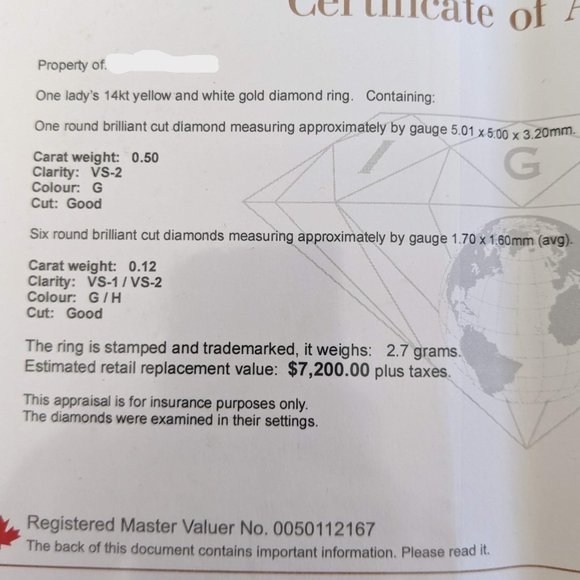 Certificate of A
Property of.
One lady's 14kt yellow and white gold diamond ring. Containing:
One round brilliant cut diamond measuring approximately by gauge 5.01 x 5.00 x 3.20mm.
Carat weight: 0.50
Clarity: VS-2
Colour: G
Cut: Good
Six round brilliant cut diamonds measuring approximately by gauge 1.70 x 1.60mm (avg).
Carat weight: 0.12
Clarity: VS-1 / VS-2
Colour: G / H
Cut: Good
The ring is stamped and trademarked, it weighs: 2.7 grams.
Estimated retail replacement value: $7,200.00 plus taxes.
This appraisal is for insurance purposes only.
The diamonds were examined in their settings.
Registered Master Valuer No. 0050112167
The back of this document contains important information. Please read it.
I G